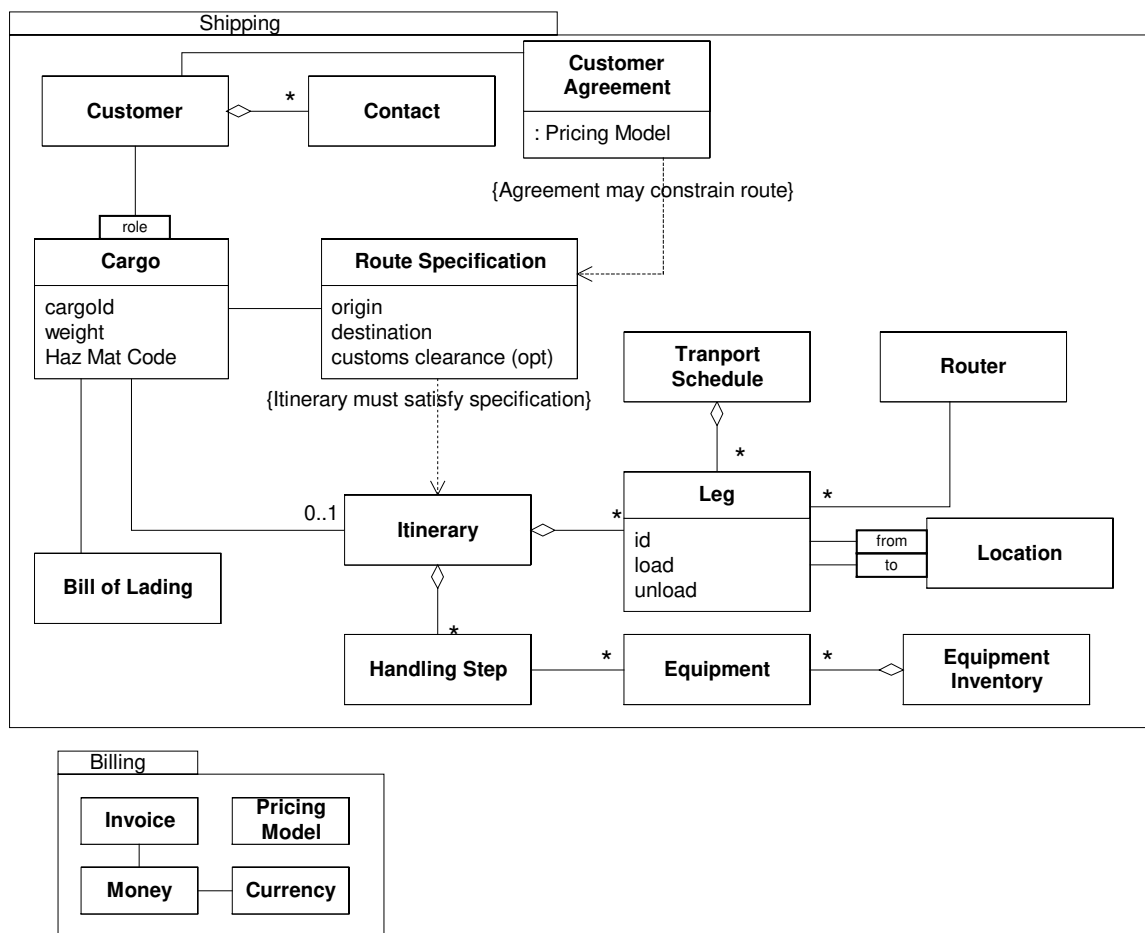 Shipping
Customer
Agreement
: Pricing Model
Customer
*
Contact
{Agreement may constrain route}
role
Cargo
cargoId
weight
Haz Mat Code
Route Specification
origin
destination
customs clearance (opt)
{Itinerary must satisfy specification}
Tranport
Schedule
*
Router
0..1
Itinerary
*
Leg
id
load
unload
*
from
to
Location
Bill of Lading
*
Handling Step
*
Equipment
*
Equipment
Inventory
Billing
Invoice
Pricing
Model
Money
Currency